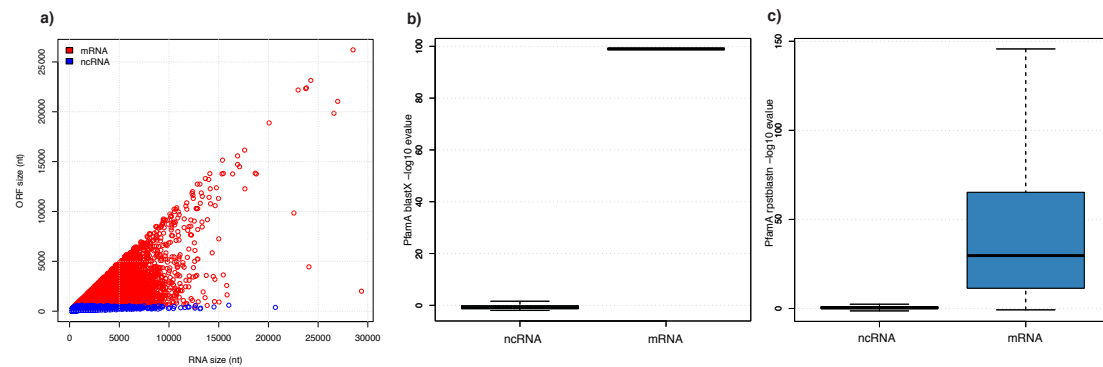 a)
mRNA
ncRNA
ORF size (nt)
0
5000
10000
15000
20000
25000
0
5000
10000
15000
20000
25000
30000
RNA size (nt)
b)
PfamA blastX −log10 evalue
0
20
40
60
80
100
ncRNA
mRNA
c)
PfamA rpstblastn −log10 evalue
0
50
100
150
ncRNA
mRNA